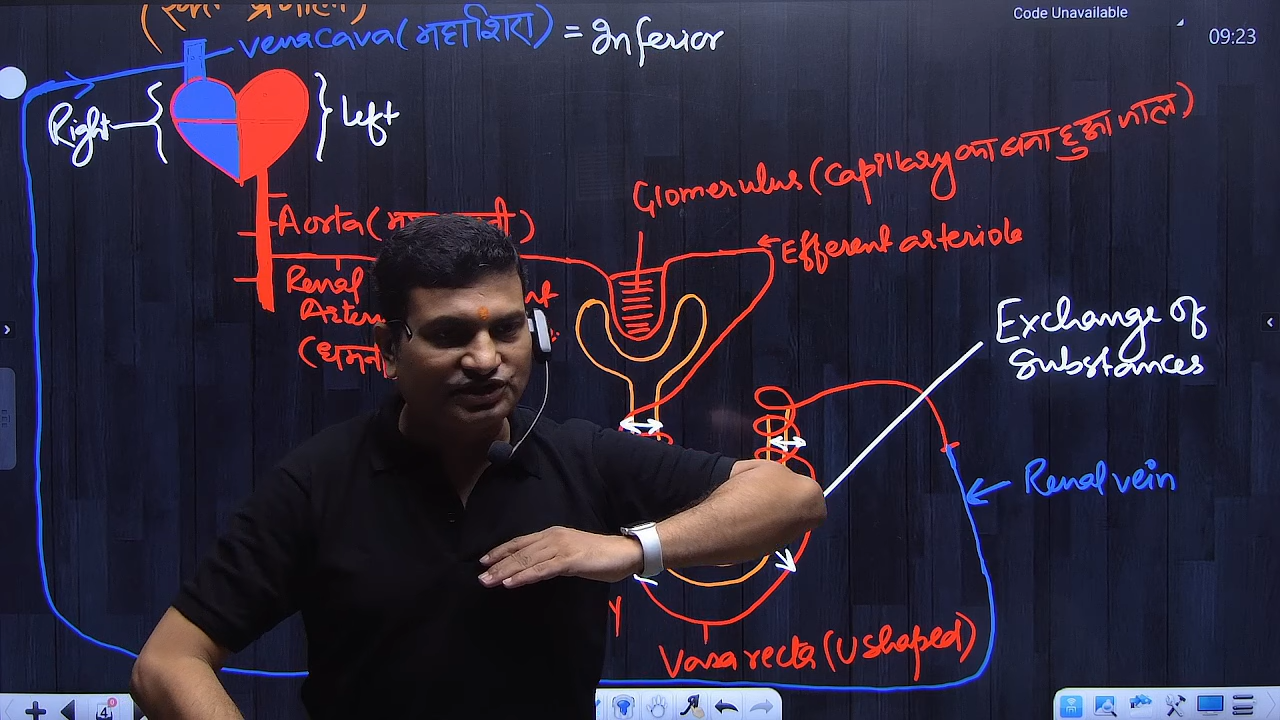 Code Unavailable
09:23
venacava (महाशिरा) = Inferior
Right
Left
Glomerulus (Capillary का बना हुआ जाल)
Aorta (
Efferent arteriole
Renal
Exchange of
Substances
Renal vein
Vasa recta (U shaped)